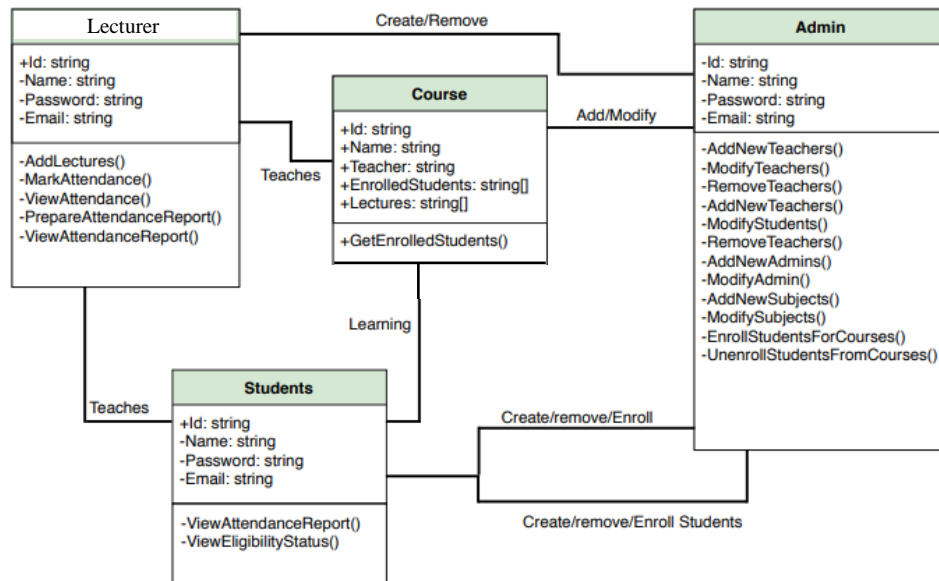 Lecturer
+Id: string
-Name: string
-Password: string
-Email: string
-AddLectures()
-MarkAttendance()
-ViewAttendance()
-PrepareAttendanceReport()
-ViewAttendanceReport()
Create/Remove
Admin
-Id: string
-Name: string
-Password: string
-Email: string
-AddNewTeachers()
-ModifyTeachers()
-RemoveTeachers()
-AddNewTeachers()
-ModifyStudents()
-RemoveTeachers()
-AddNewAdmins()
-ModifyAdmin()
-AddNewSubjects()
-ModifySubjects()
-EnrollStudentsForCourses()
-UnenrollStudentsFromCourses()
Course
+Id: string
+Name: string
+Teacher: string
+EnrolledStudents: string[]
+Lectures: string[]
+GetEnrolledStudents()
Add/Modify
Teaches
Learning
Teaches
Students
+Id: string
-Name: string
-Password: string
-Email: string
-ViewAttendanceReport()
-ViewEligibilityStatus()
Create/remove/Enroll
Create/remove/Enroll Students